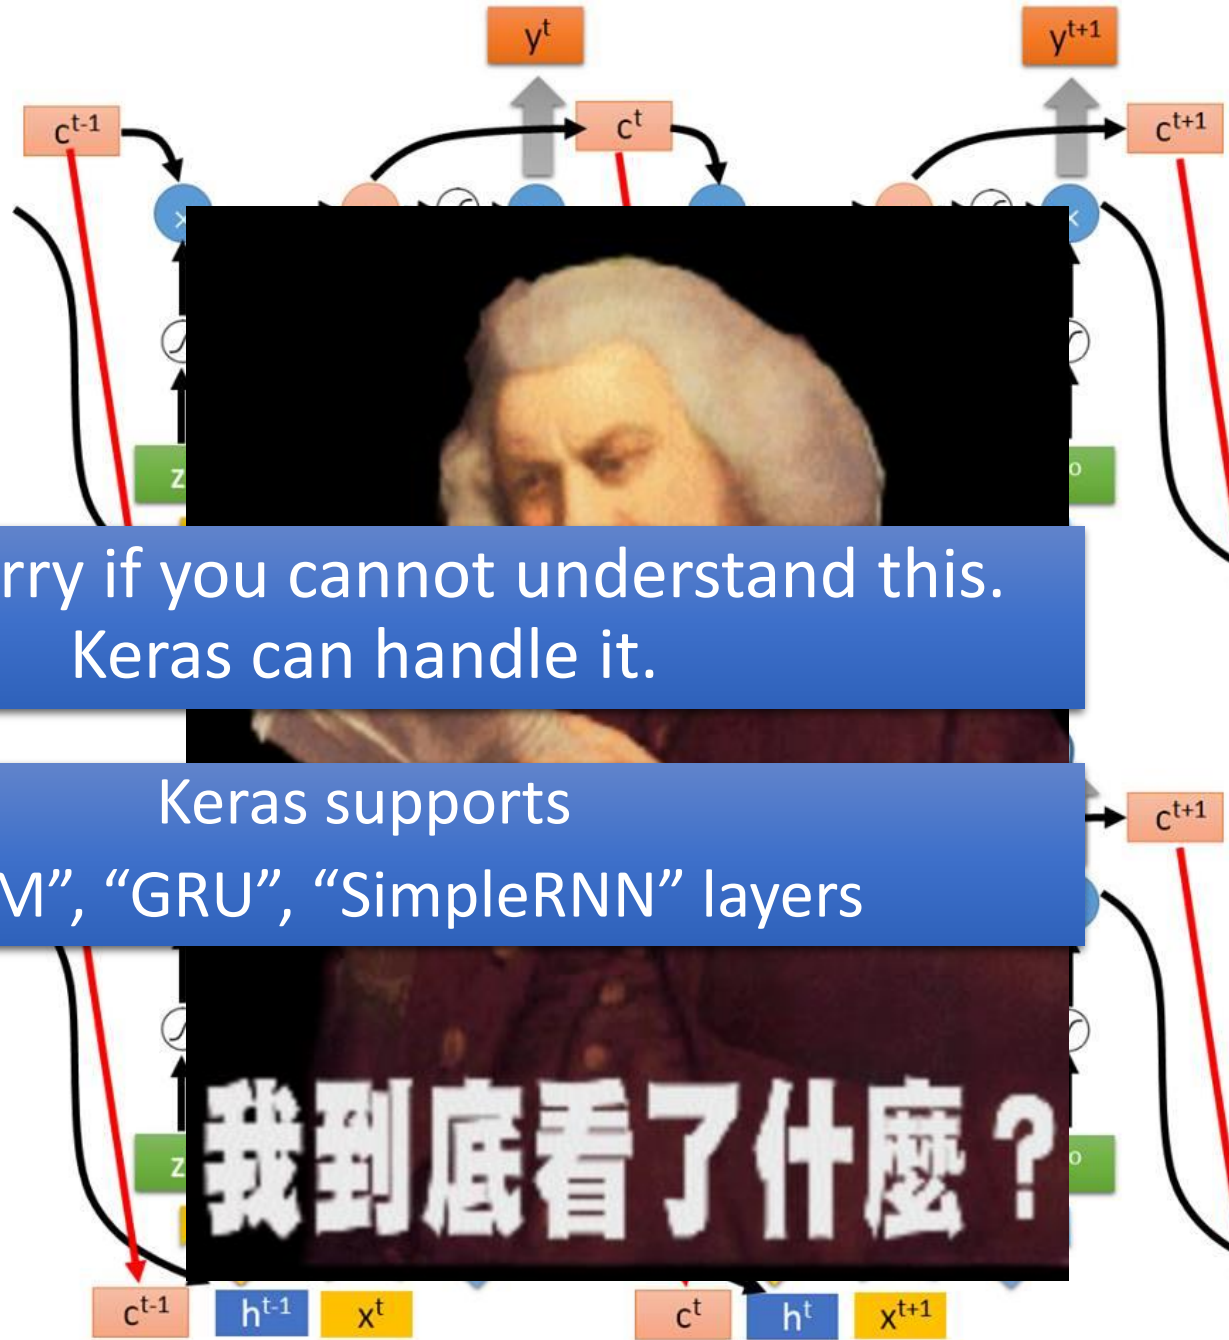 y^t
y^{t+1}
c^{t-1}
c^t
c^{t+1}
×
×
z
o
rry if you cannot understand this.
Keras can handle it.
Keras supports
M”, “GRU”, “SimpleRNN” layers
c^{t+1}
z
o
我到底看了什麼？
c^{t-1}
h^{t-1}
x^t
c^t
h^t
x^{t+1}